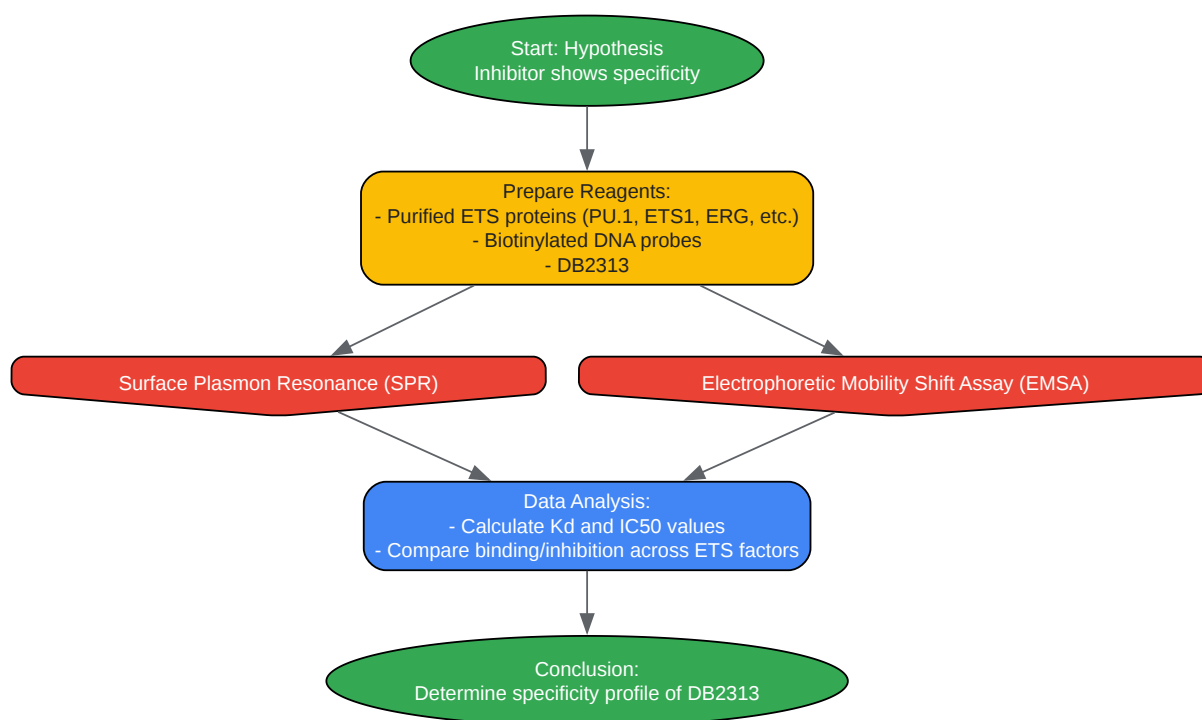 Start: Hypothesis
Inhibitor shows specificity
Prepare Reagents:
- Purified ETS proteins (PU.1, ETS1, ERG, etc.)
- Biotinylated DNA probes
- DB2313
Surface Plasmon Resonance (SPR)
Electrophoretic Mobility Shift Assay (EMSA)
Data Analysis:
- Calculate Kd and IC50 values
- Compare binding/inhibition across ETS factors
Conclusion:
Determine specificity profile of DB2313